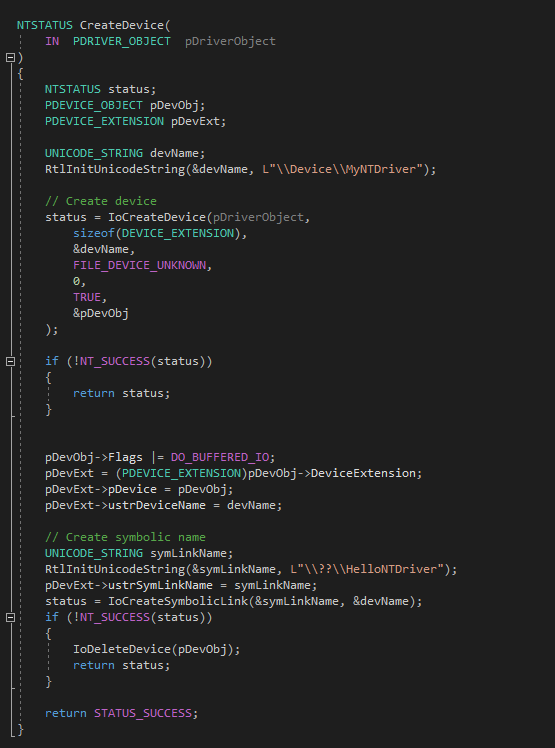 NTSTATUS CreateDevice(
    IN  PDRIVER_OBJECT  pDriverObject
)
{
    NTSTATUS status;
    PDEVICE_OBJECT pDevObj;
    PDEVICE_EXTENSION pDevExt;

    UNICODE_STRING devName;
    RtlInitUnicodeString(&devName, L"\\Device\\MyNTDriver");

    // Create device
    status = IoCreateDevice(pDriverObject,
        sizeof(DEVICE_EXTENSION),
        &devName,
        FILE_DEVICE_UNKNOWN,
        0,
        TRUE,
        &pDevObj
    );

    if (!NT_SUCCESS(status))
    {
        return status;
    }


    pDevObj->Flags |= DO_BUFFERED_IO;
    pDevExt = (PDEVICE_EXTENSION)pDevObj->DeviceExtension;
    pDevExt->pDevice = pDevObj;
    pDevExt->ustrDeviceName = devName;

    // Create symbolic name
    UNICODE_STRING symLinkName;
    RtlInitUnicodeString(&symLinkName, L"\\??\\HelloNTDriver");
    pDevExt->ustrSymLinkName = symLinkName;
    status = IoCreateSymbolicLink(&symLinkName, &devName);
    if (!NT_SUCCESS(status))
    {
        IoDeleteDevice(pDevObj);
        return status;
    }

    return STATUS_SUCCESS;
}